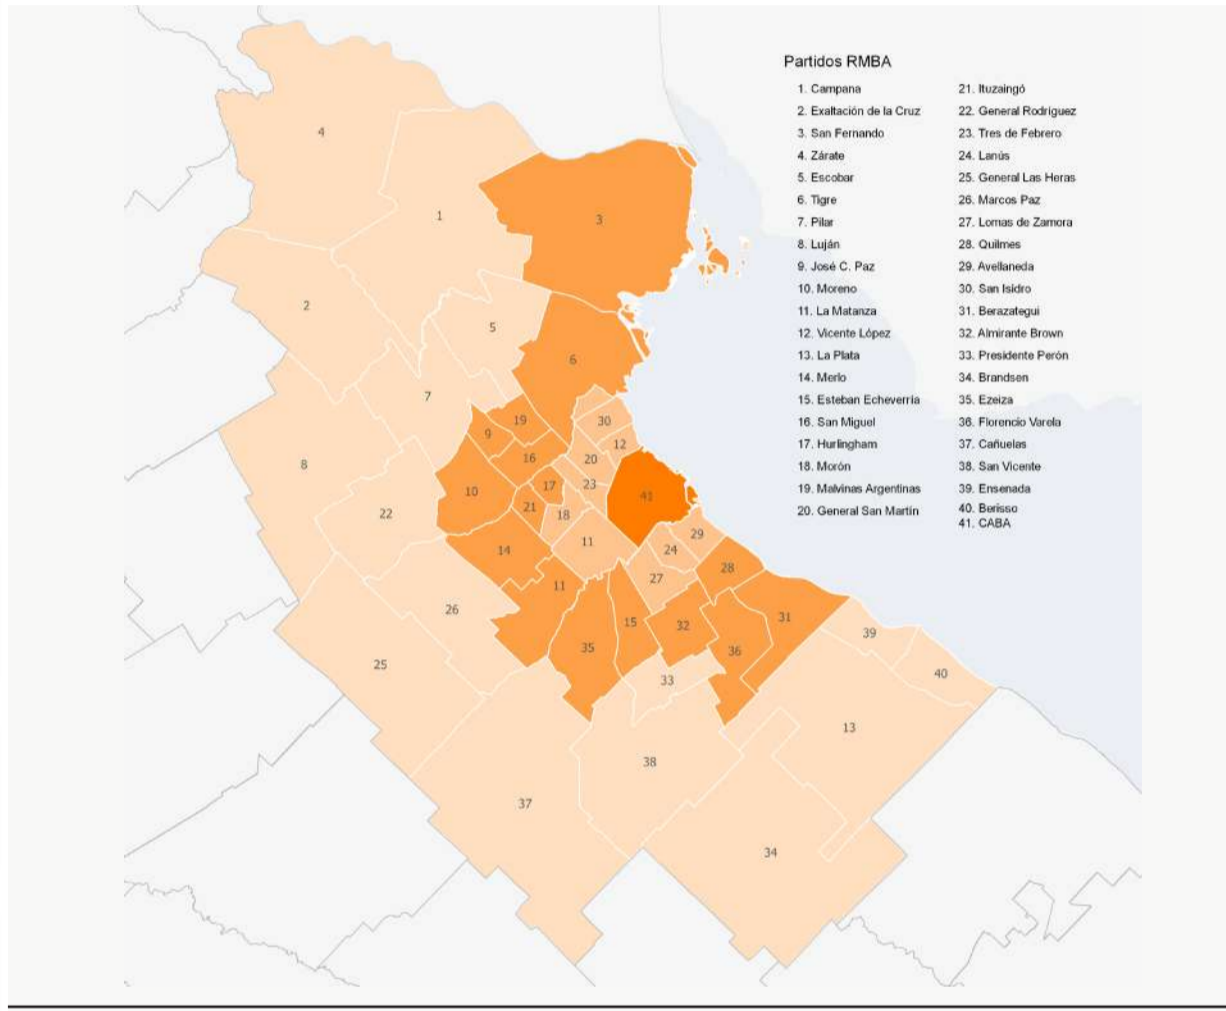 Partidos RMBA
1. Campana
2. Exaltación de la Cruz
3. San Fernando
4. Zárate
5. Escobar
6. Tigre
7. Pilar
8. Luján
9. José C. Paz
10. Moreno
11. La Matanza
12. Vicente López
13. La Plata
14. Merlo
15. Esteban Echeverría
16. San Miguel
17. Hurlingham
18. Morón
19. Malvinas Argentinas
20. General San Martín
21. Ituzaingó
22. General Rodríguez
23. Tres de Febrero
24. Lanús
25. General Las Heras
26. Marcos Paz
27. Lomas de Zamora
28. Quilmes
29. Avellaneda
30. San Isidro
31. Berazategui
32. Almirante Brown
33. Presidente Perón
34. Brandsen
35. Ezeiza
36. Florencio Varela
37. Cañuelas
38. San Vicente
39. Ensenada
40. Berisso
41. CABA
4
1
3
2
5
6
7
30
19
9
12
16
20
8
23
17
10
41
21
18
22
29
11
14
24
28
27
11
26
31
15
32
39
35
36
25
40
33
13
38
37
34